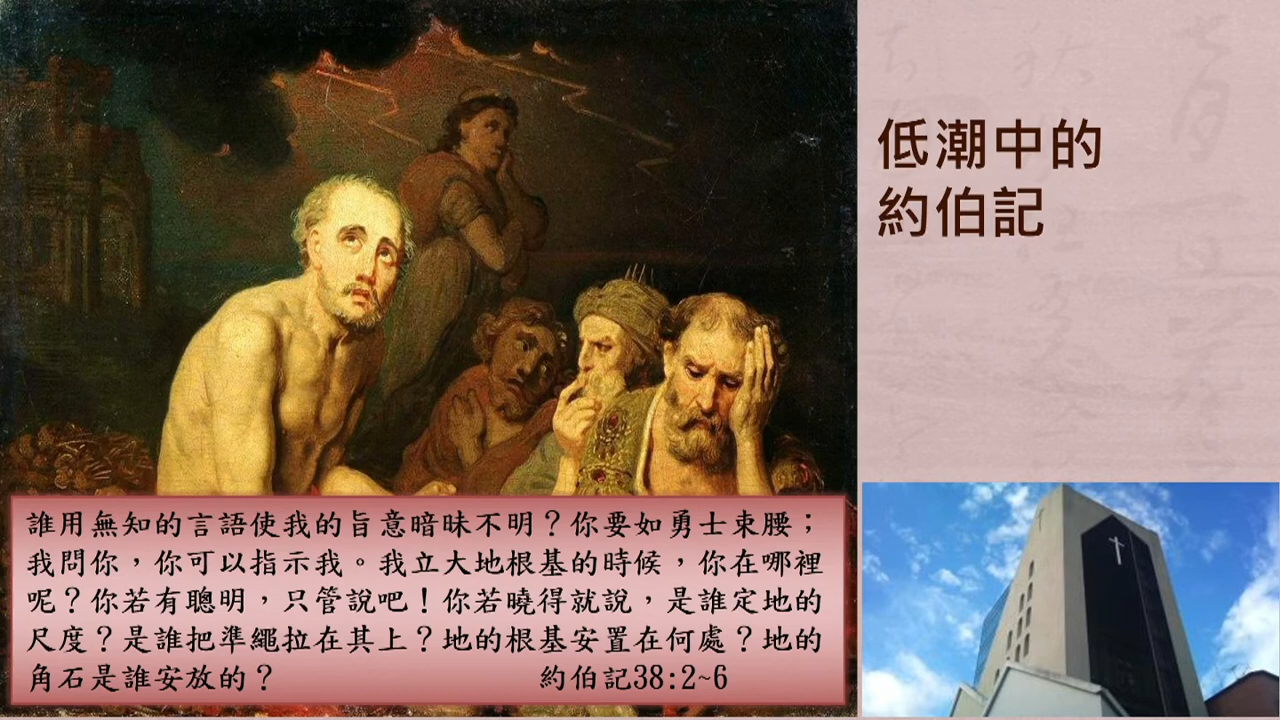 低潮中的
約伯記
誰用無知的言語使我的旨意暗昧不明？你要如勇士束腰；
我問你，你可以指示我。我立大地根基的時候，你在哪裡
呢？你若有聰明，只管說吧！你若曉得就說，是誰定地的
尺度？是誰把準繩拉在其上？地的根基安置在何處？地的
角石是誰安放的？ 約伯記38:2~6